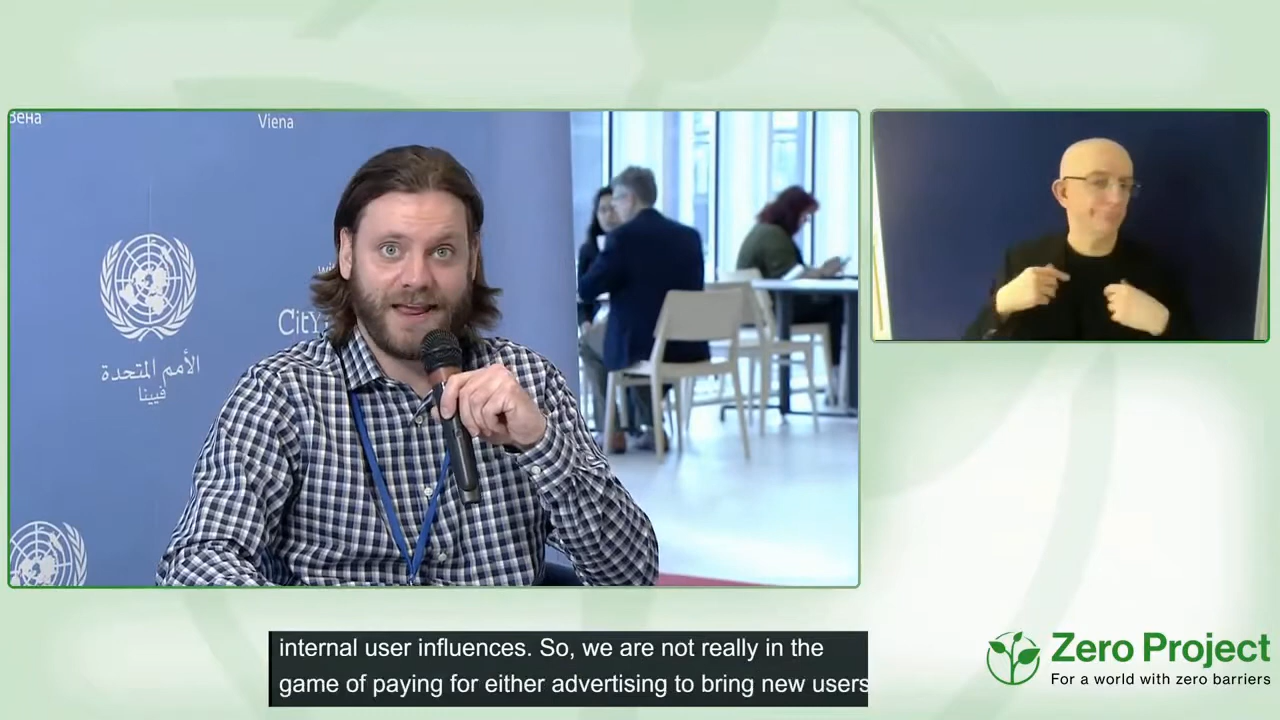 Вена
Viena
CitY
الأمم المتحدة
فيينا
internal user influences. So, we are not really in the
game of paying for either advertising to bring new users
Zero Project
For a world with zero barriers